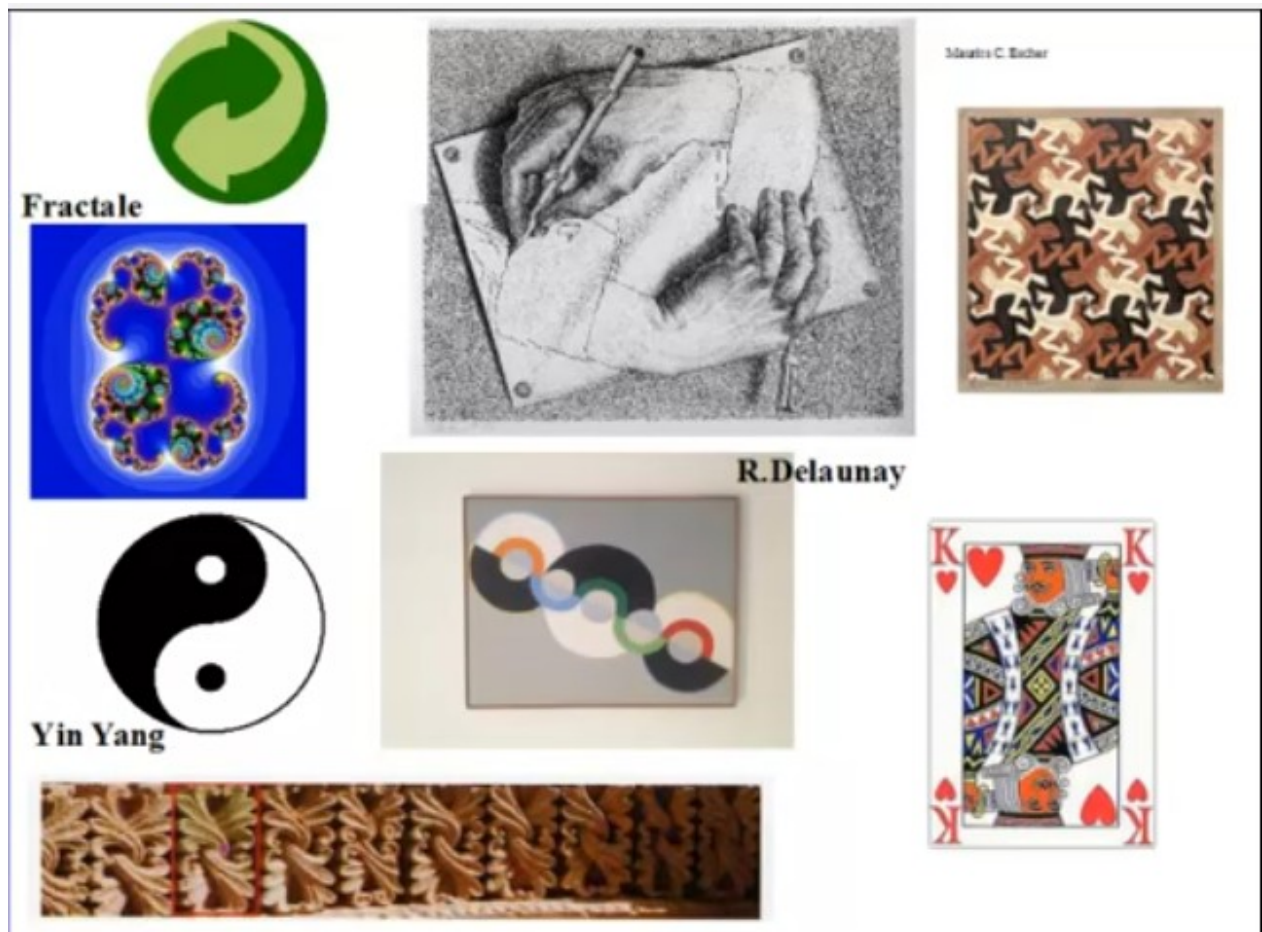 Maurits C. Escher
Fractale
R.Delaunay
K K
Yin Yang
K K